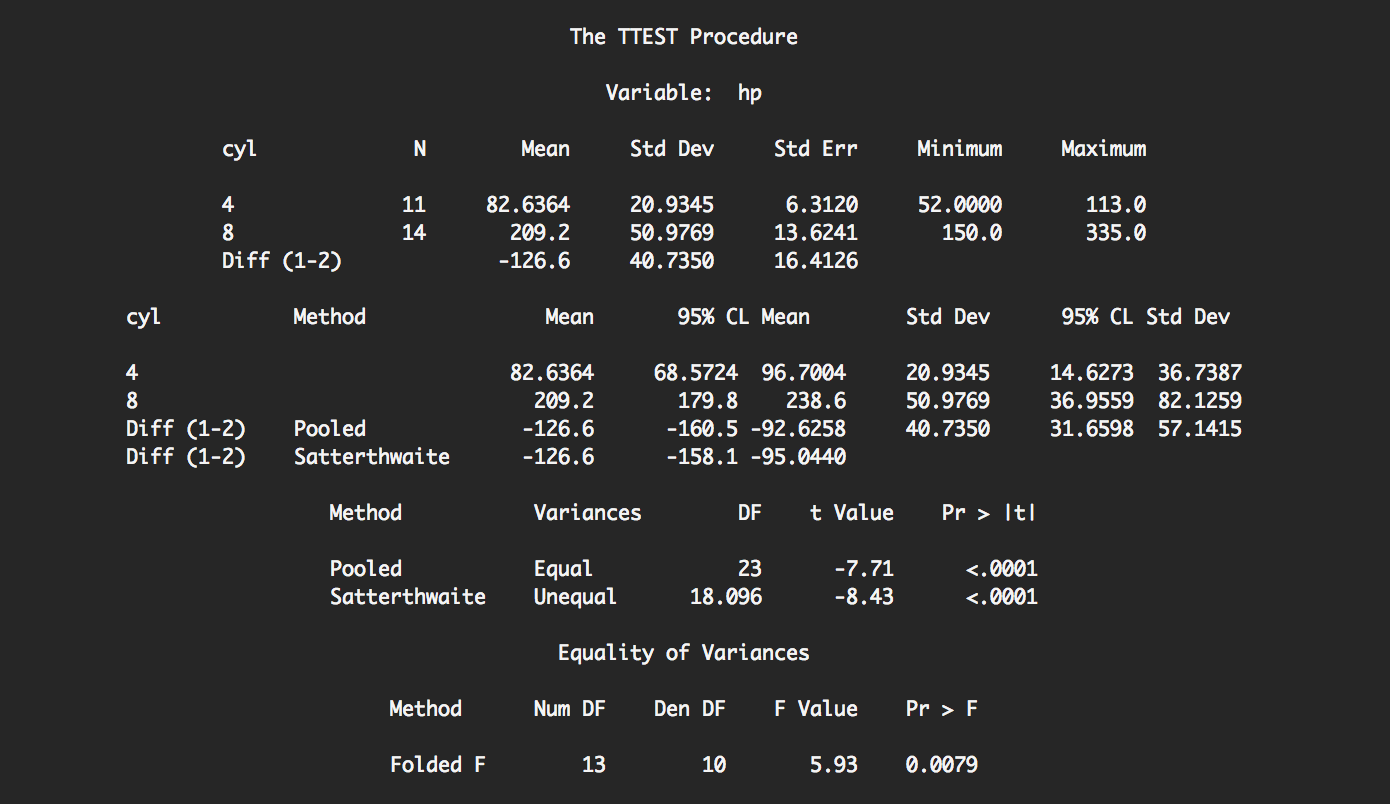 The TTEST Procedure
Variable: hp
cyl N Mean Std Dev Std Err Minimum Maximum
4 11 82.6364 20.9345 6.3120 52.0000 113.0
8 14 209.2 50.9769 13.6241 150.0 335.0
Diff (1-2) -126.6 40.7350 16.4126
cyl Method Mean 95% CL Mean Std Dev 95% CL Std Dev
4 82.6364 68.5724 96.7004 20.9345 14.6273 36.7387
8 209.2 179.8 238.6 50.9769 36.9559 82.1259
Diff (1-2) Pooled -126.6 -160.5 -92.6258 40.7350 31.6598 57.1415
Diff (1-2) Satterthwaite -126.6 -158.1 -95.0440
Method Variances DF t Value Pr > |t|
Pooled Equal 23 -7.71 <.0001
Satterthwaite Unequal 18.096 -8.43 <.0001
Equality of Variances
Method Num DF Den DF F Value Pr > F
Folded F 13 10 5.93 0.0079